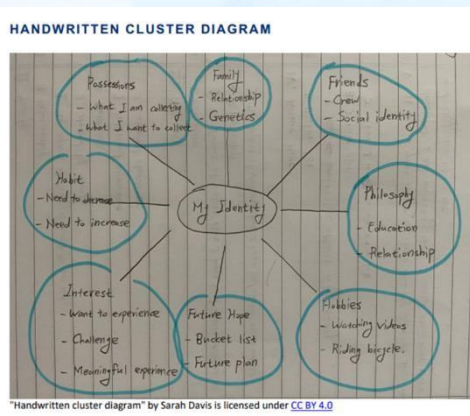 HANDWRITTEN CLUSTER DIAGRAM
Possessions
- What I am collecting
- What I want to collect
Family
- Relationship
- Genetics
Friends
- Crew
- Social identity
Habit
- Need to decrease
- Need to increase
My Identity
Philosophy
- Education
- Relationship
Interest
- Want to experience
- Challenge
- Meaningful experience
Future Hope
- Bucket list
- Future plan
Hobbies
- Watching videos
- Riding bicycle.
"Handwritten cluster diagram" by Sarah Davis is licensed under CC BY 4.0